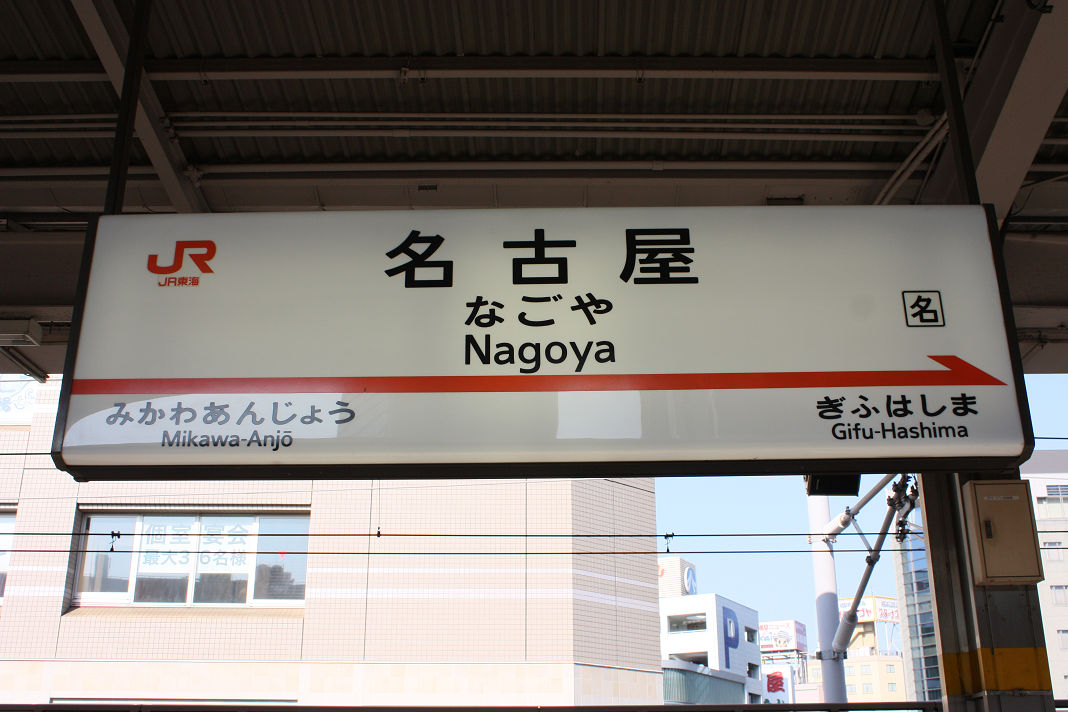 JR
JR東海
名古屋
なごや
Nagoya
名
みかわあんじょう
Mikawa-Anjō
ぎふはしま
Gifu-Hashima
個室 宴会
最大36名様
P